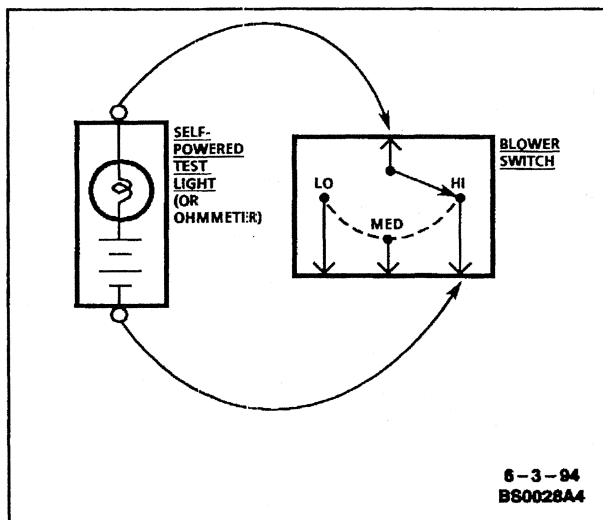 SELF-
POWERED
TEST
LIGHT
(OR
OHMMETER)
BLOWER
SWITCH
LO
HI
MED
6-3-94
BS0028A4